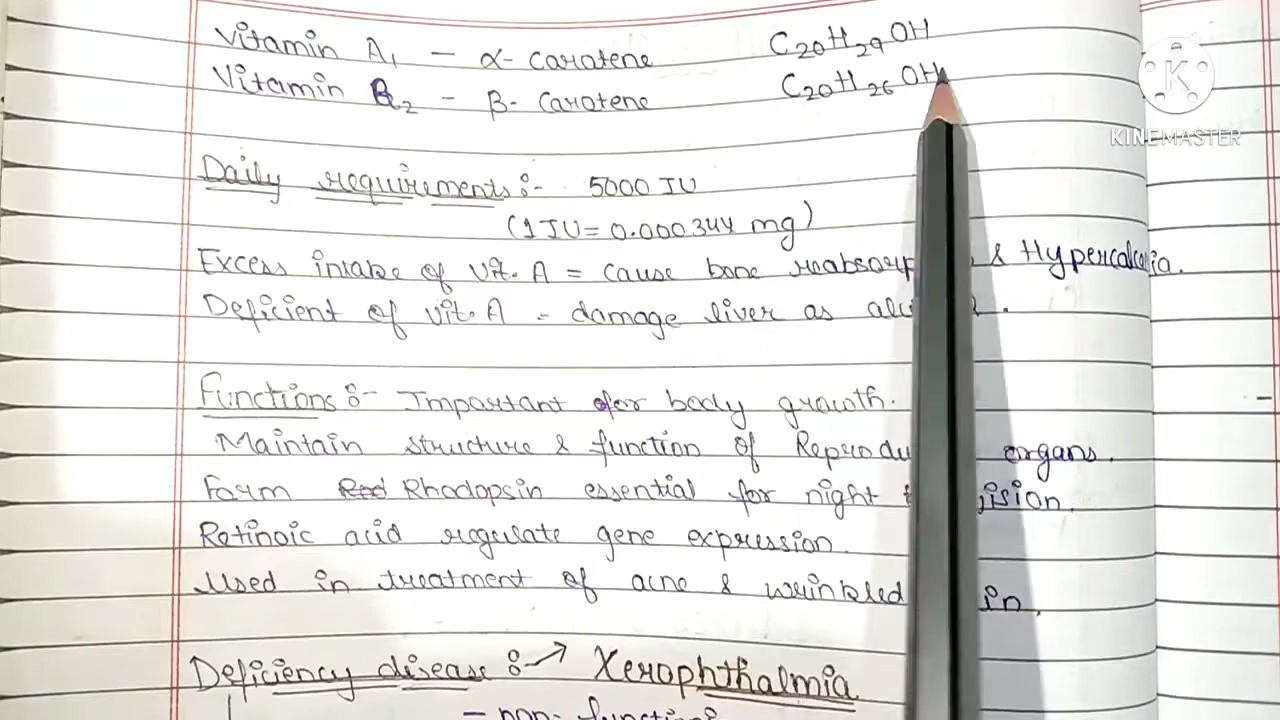 Vitamin A₁ - α- carotene C₂₀H₂₉OH
Vitamin A₂ - β- carotene C₂₀H₂₆OH
K
KINEMASTER
Daily requirements :- 5000 IU
(1 IU = 0.000344 mg)
Excess intake of vit. A = cause bone reabsorp & Hypercalcemia.
Deficient of vit. A - damage liver as
Functions :- Important for body growth.
Maintain structure & function of Reprodu organs.
Form Rhodopsin essential for night vision.
Retinoic acid regulate gene expression.
Used in treatment of acne & wrinkled in.
Deficiency disease :-→ Xerophthalmia
- non-